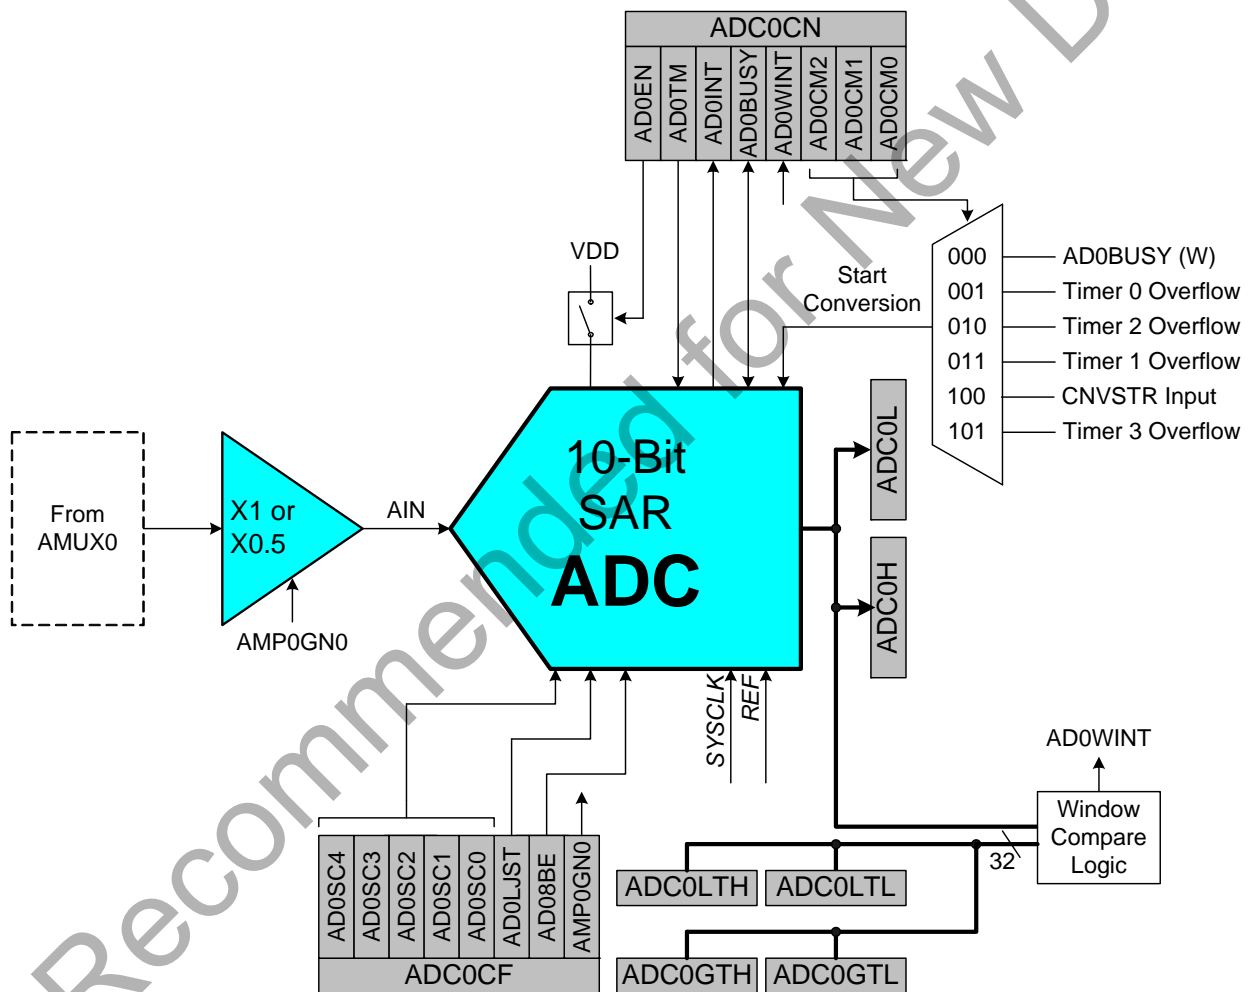 ADC0CN
AD0EN
AD0TM
AD0INT
AD0BUSY
AD0WINT
AD0CM2
AD0CM1
AD0CM0
VDD
Start
Conversion
000 AD0BUSY (W)
001 Timer 0 Overflow
010 Timer 2 Overflow
011 Timer 1 Overflow
100 CNVSTR Input
101 Timer 3 Overflow
From
AMUX0
X1 or
X0.5
AIN
AMP0GN0
10-Bit
SAR
ADC
ADC0L
ADC0H
SYSCLK
REF
AD0WINT
Window
Compare
Logic
32
AD0SC4
AD0SC3
AD0SC2
AD0SC1
AD0SC0
AD0LJST
AD08BE
AMP0GN0
ADC0CF
ADC0LTH
ADC0LTL
ADC0GTH
ADC0GTL
Recommended for New D